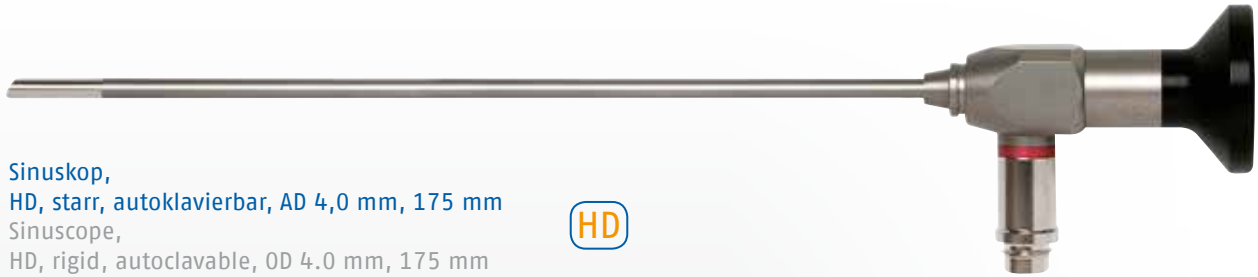 Sinuskop,
HD, starr, autoklavierbar, AD 4,0 mm, 175 mm
Sinuscope,
HD, rigid, autoclavable, OD 4.0 mm, 175 mm
HD